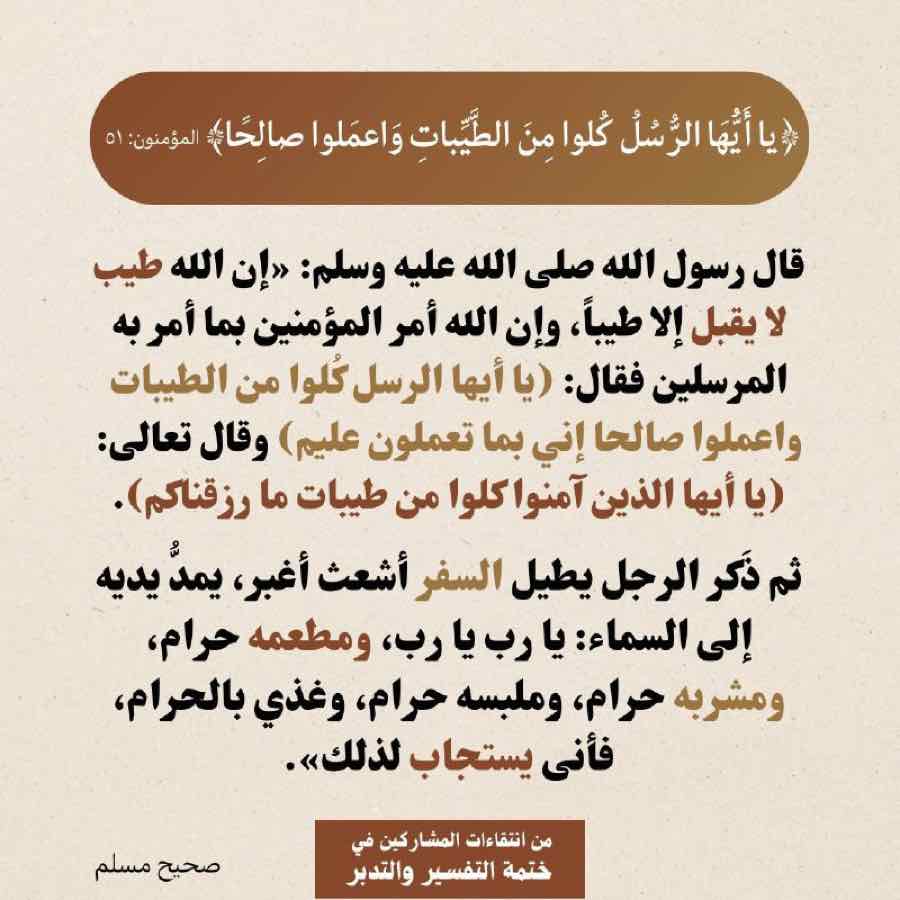 ﴿يا أَيُّهَا الرُّسُلُ كُلوا مِنَ الطَّيِّباتِ وَاعمَلوا صالِحًا﴾ المؤمنون: ٥١
قال رسول الله صلى الله عليه وسلم: «إن الله طيب
لا يقبل إلا طيباً، وإن الله أمر المؤمنين بما أمر به
المرسلين فقال: (يا أيها الرسل كُلوا من الطيبات
واعملوا صالحا إني بما تعملون عليم) وقال تعالى:
(يا أيها الذين آمنوا كلوا من طيبات ما رزقناكم).
ثم ذَكر الرجل يطيل السفر أشعث أغبر، يمدُّ يديه
إلى السماء: يا رب يا رب، ومطعمه حرام،
ومشربه حرام، وملبسه حرام، وغذي بالحرام،
فأنى يستجاب لذلك».
من انتقاءات المشاركين في
ختمة التفسير والتدبر
صحيح مسلم